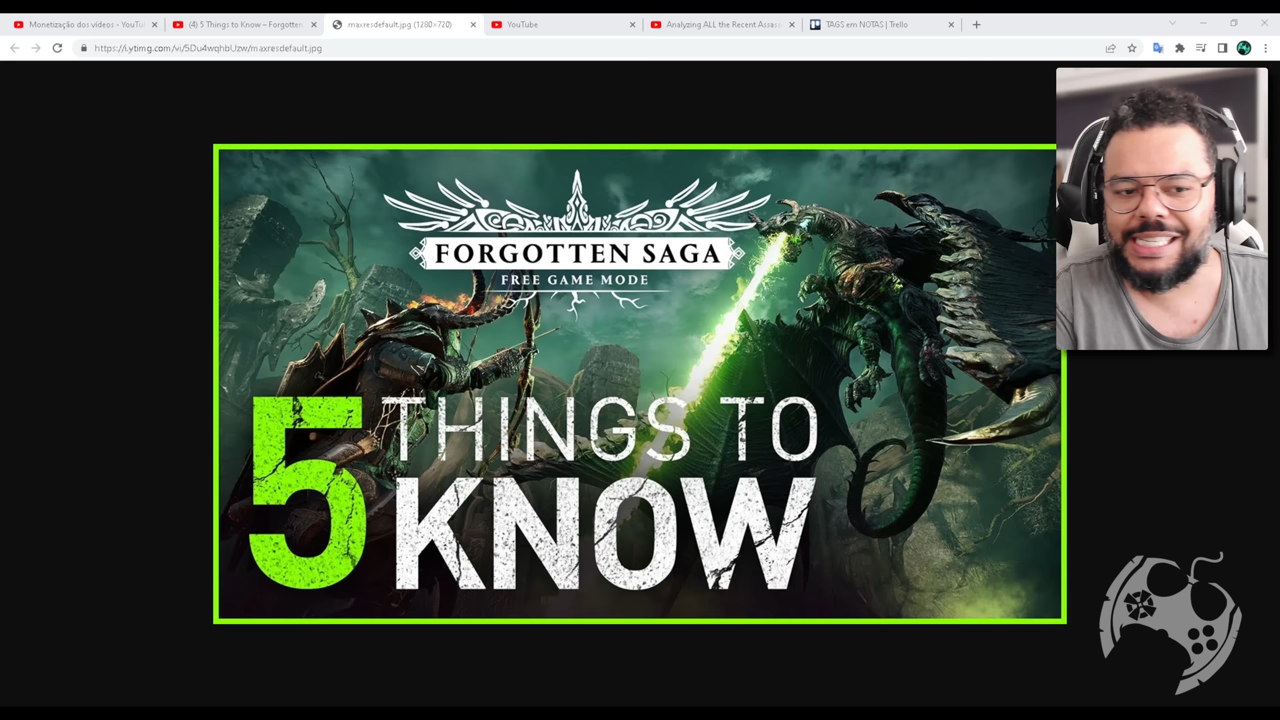 Monetização dos vídeos - YouTu
(4) 5 Things to Know – Forgotten
maxresdefault.jpg (1280×720)
YouTube
Analyzing ALL the Recent Assas
TAGS em NOTAS | Trello
https://i.ytimg.com/vi/5Du4wqhbUzw/maxresdefault.jpg
FORGOTTEN SAGA
FREE GAME MODE
5 THINGS TO
KNOW